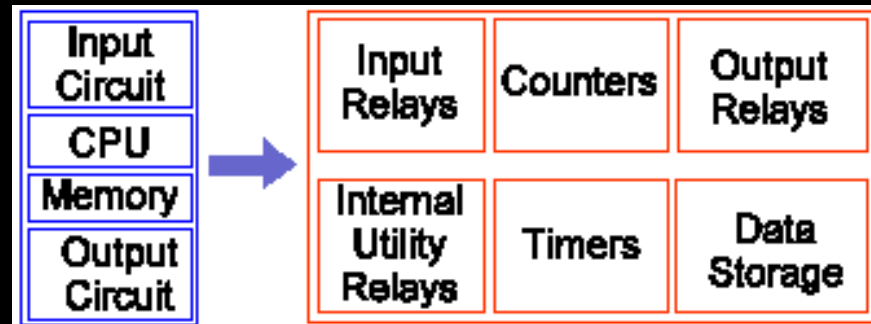 Input
Circuit
CPU
Memory
Output
Circuit
Input
Relays
Counters
Output
Relays
Internal
Utility
Relays
Timers
Data
Storage